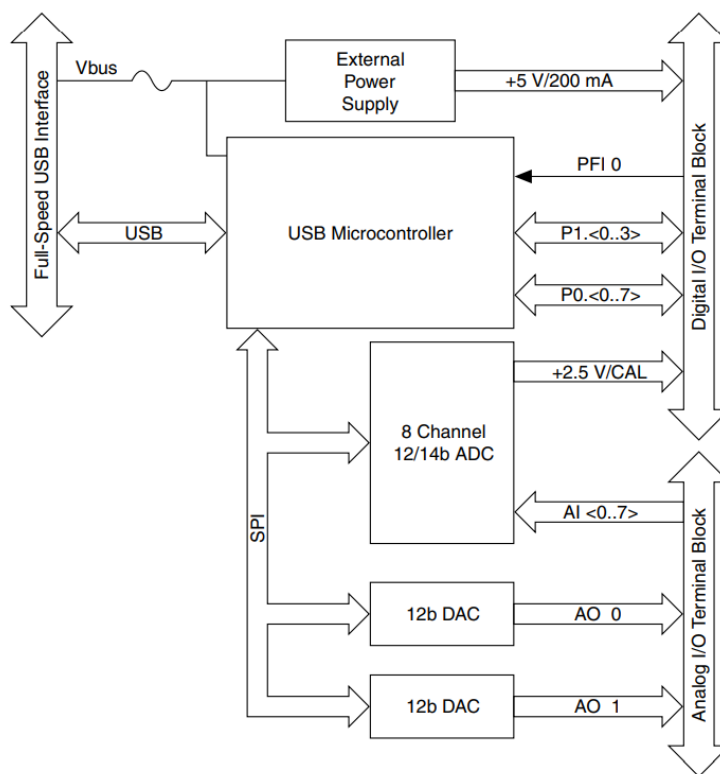 Full-Speed USB Interface
Vbus
External
Power
Supply
+5 V/200 mA
Digital I/O Terminal Block
PFI 0
USB
USB Microcontroller
P1.<0..3>
P0.<0..7>
+2.5 V/CAL
8 Channel
12/14b ADC
AI <0..7>
SPI
Analog I/O Terminal Block
12b DAC
AO 0
12b DAC
AO 1